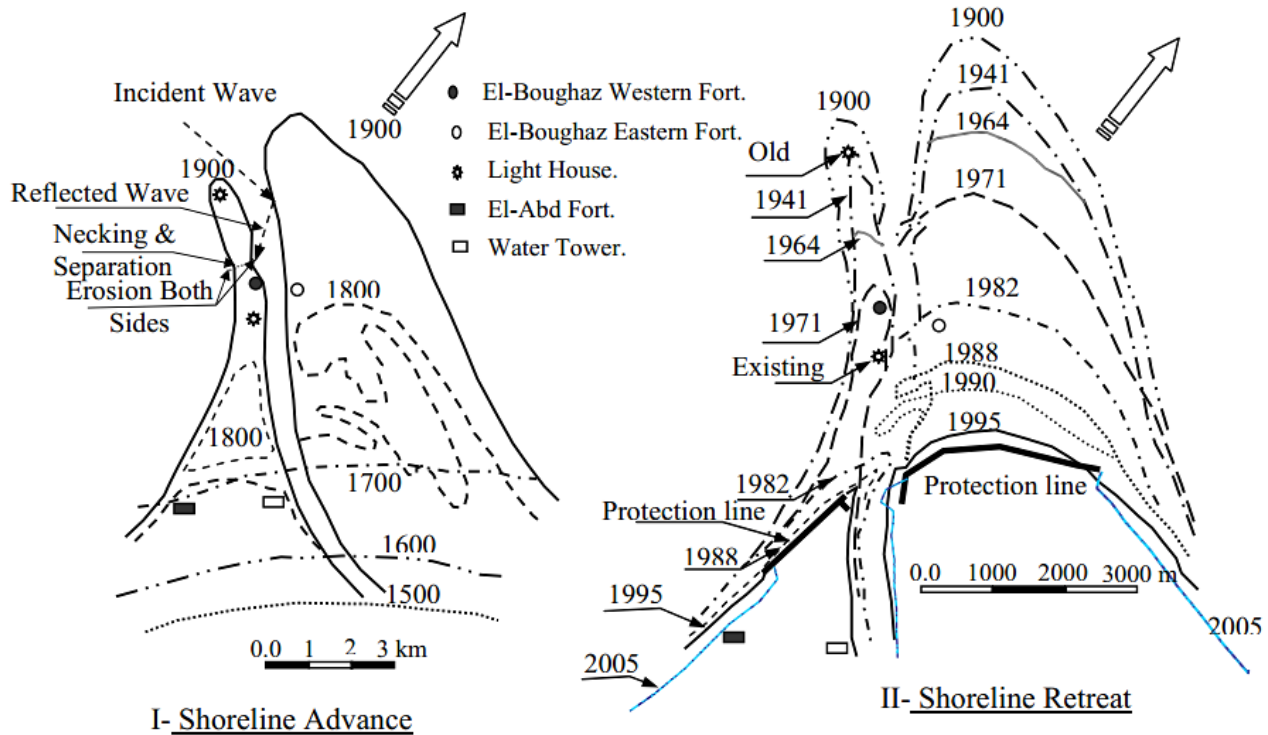 Incident Wave
1900
1900
Reflected Wave
Necking &
Separation
Erosion Both
Sides
1800
1800
1700
1600
1500
0.0 1 2 3 km
I- Shoreline Advance
El-Boughaz Western Fort.
El-Boughaz Eastern Fort.
Light House.
El-Abd Fort.
Water Tower.
1900
1941
1964
1971
1900
Old
1941
1964
1971
Existing
1982
1988
1990
1995
1982
Protection line
Protection line
1988
1995
2005
0.0 1000 2000 3000 m
2005
II- Shoreline Retreat